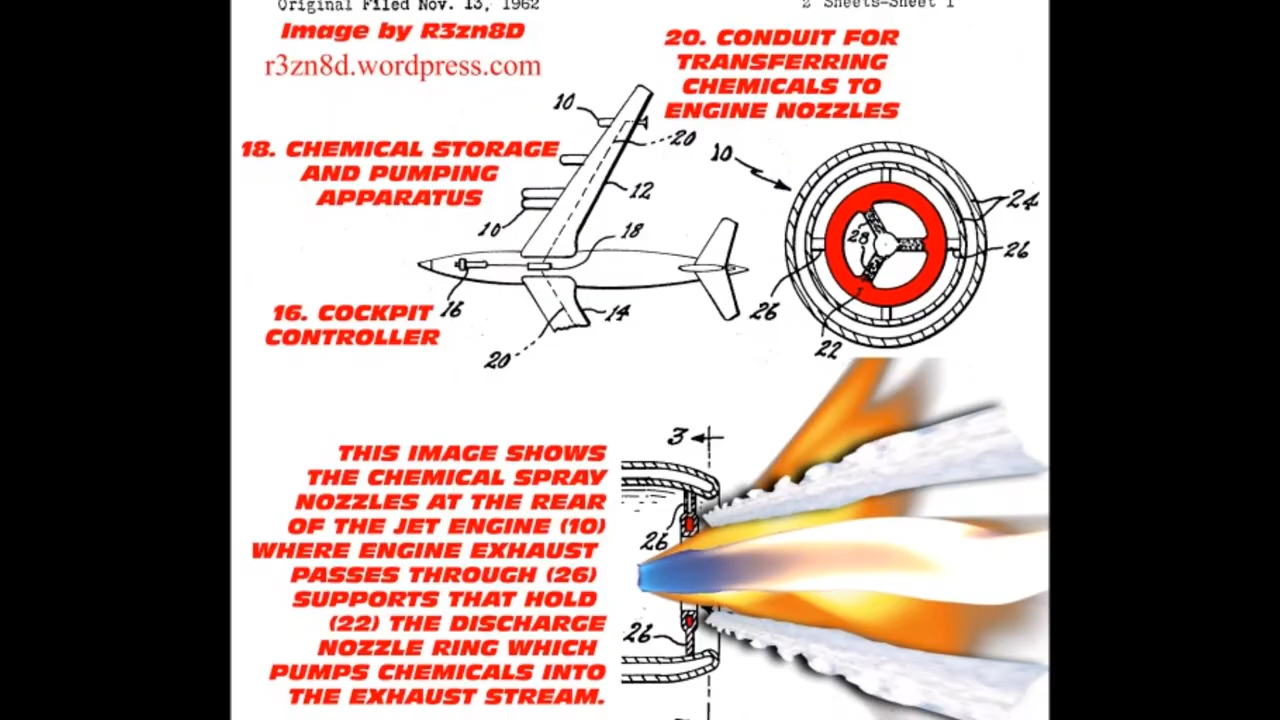 Original Filed Nov. 13, 1962
2 Sheets-Sheet 1
Image by R3zn8D
r3zn8d.wordpress.com
20. CONDUIT FOR
TRANSFERRING
CHEMICALS TO
ENGINE NOZZLES
10
20
18. CHEMICAL STORAGE
AND PUMPING
APPARATUS
10
12
24
10
18
28
26
16. COCKPIT
CONTROLLER
16
14
26
20
22
3
THIS IMAGE SHOWS
THE CHEMICAL SPRAY
NOZZLES AT THE REAR
OF THE JET ENGINE (10)
WHERE ENGINE EXHAUST
PASSES THROUGH (26)
SUPPORTS THAT HOLD
(22) THE DISCHARGE
NOZZLE RING WHICH
PUMPS CHEMICALS INTO
THE EXHAUST STREAM.
26
26